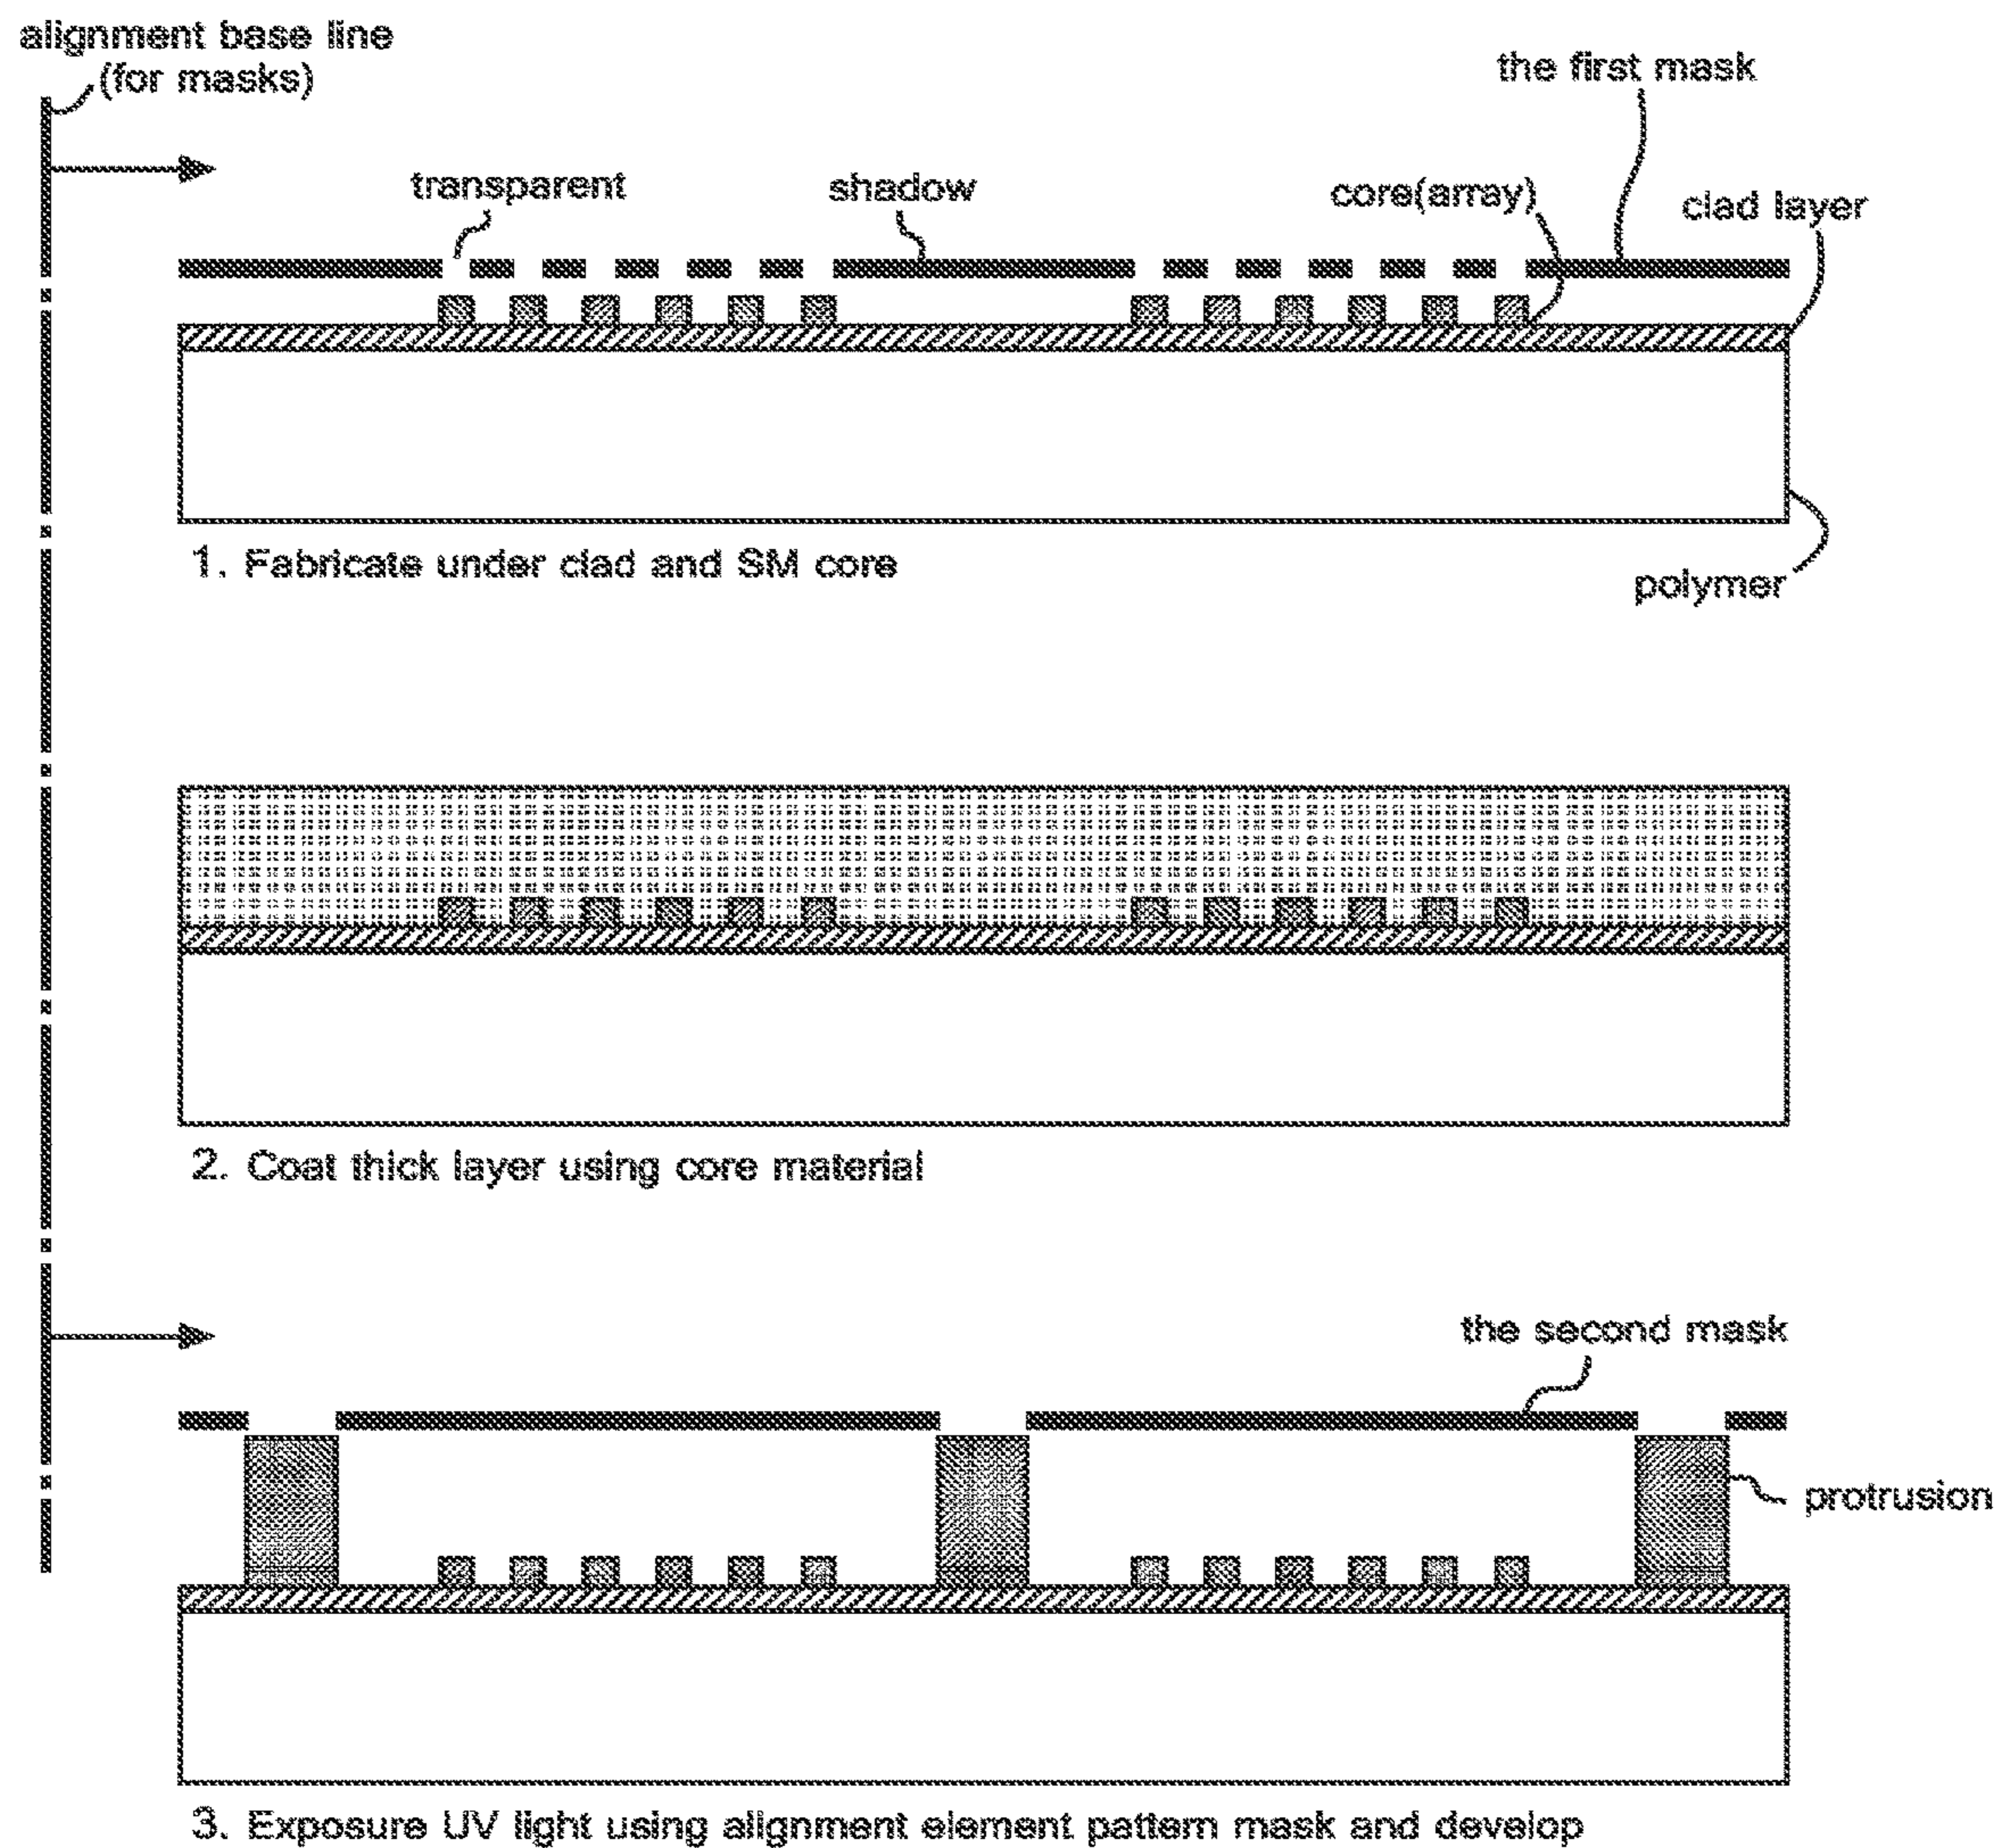 alignment base line
(for masks)
the first mask
transparent
shadow
core(array)
clad layer
1. Fabricate under clad and SM core
polymer
2. Coat thick layer using core material
the second mask
protrusion
3. Exposure UV light using alignment element pattern mask and develop